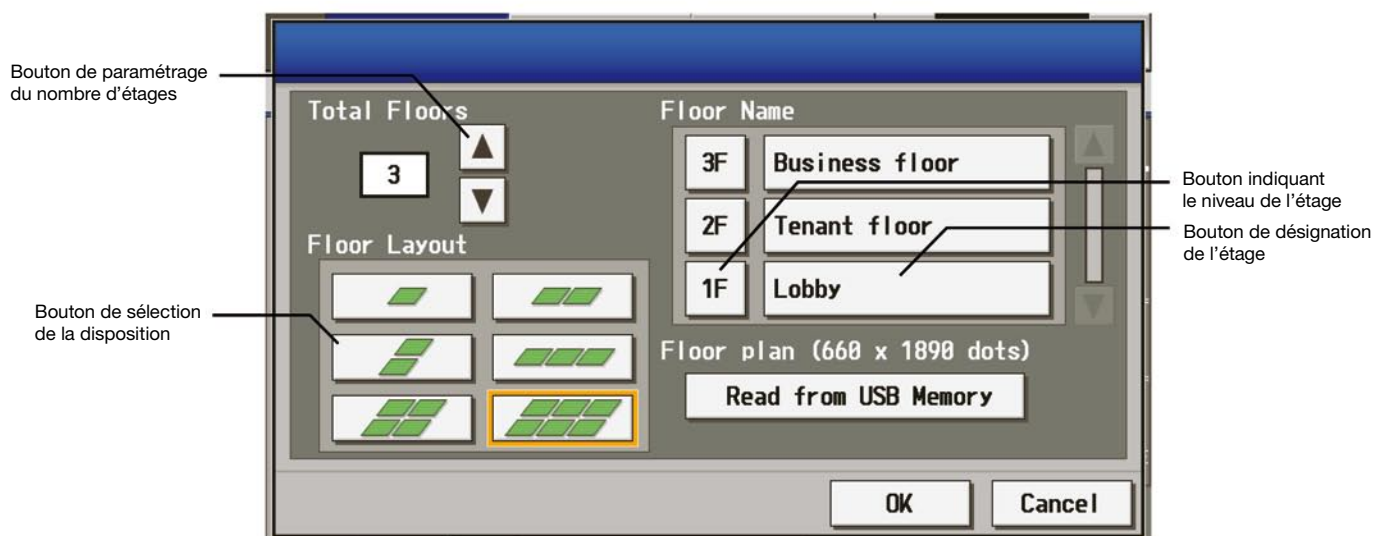 Bouton de paramétrage
du nombre d'étages
Total Floors
3
Floor Layout
Bouton de sélection
de la disposition
Floor Name
3F Business floor
2F Tenant floor
1F Lobby
Bouton indiquant
le niveau de l'étage
Bouton de désignation
de l'étage
Floor plan (660 x 1890 dots)
Read from USB Memory
OK Cancel